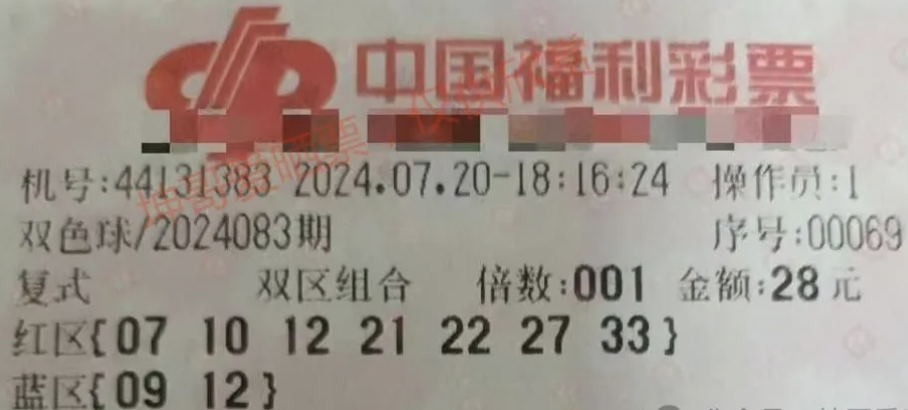 中国福利彩票
机号:44131383 2024.07.20-18:16:24 操作员:1
双色球/2024083期 序号:00069
复式 双区组合 倍数:001 金额:28元
红区{07 10 12 21 22 27 33}
蓝区{09 12}